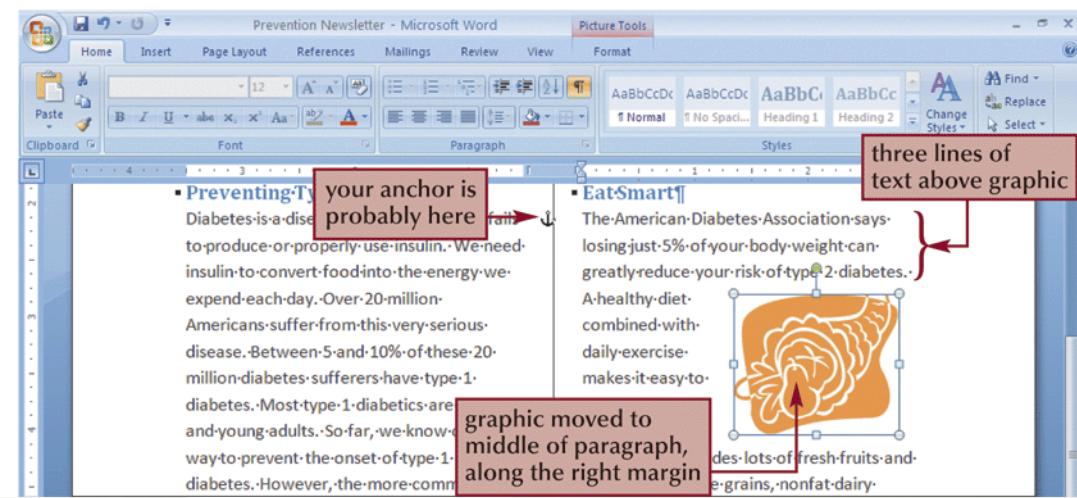 Prevention Newsletter - Microsoft Word
Picture Tools
Home Insert Page Layout References Mailings Review View Format
Paste
12
AaBbCcDc AaBbCcDc AaBbC AaBbCc
¶ Normal ¶ No Spaci... Heading 1 Heading 2
Change
Styles
Find
Replace
Select
Clipboard Font Paragraph Styles
three lines of
text above graphic
your anchor is
probably here
Preventing·Ty
Diabetes·is·a·dise
to·produce·or·properly·use·insulin.·We·need·
insulin·to·convert·food·into·the·energy·we·
expend·each·day.·Over·20·million·
Americans·suffer·from·this·very·serious·
disease.·Between·5·and·10%·of·these·20·
million·diabetes·sufferers·have·type·1·
diabetes.·Most·type·1·diabetics·are
and·young·adults.·So·far,·we·know
way·to·prevent·the·onset·of·type·1·
diabetes.·However,·the·more·comm
Eat·Smart¶
The·American·Diabetes·Association·says·
losing·just·5%·of·your·body·weight·can·
greatly·reduce·your·risk·of·type·2·diabetes.·
A·healthy·diet·
combined·with·
daily·exercise·
makes·it·easy·to·
des·lots·of·fresh·fruits·and·
e·grains,·nonfat·dairy·
graphic moved to
middle of paragraph,
along the right margin